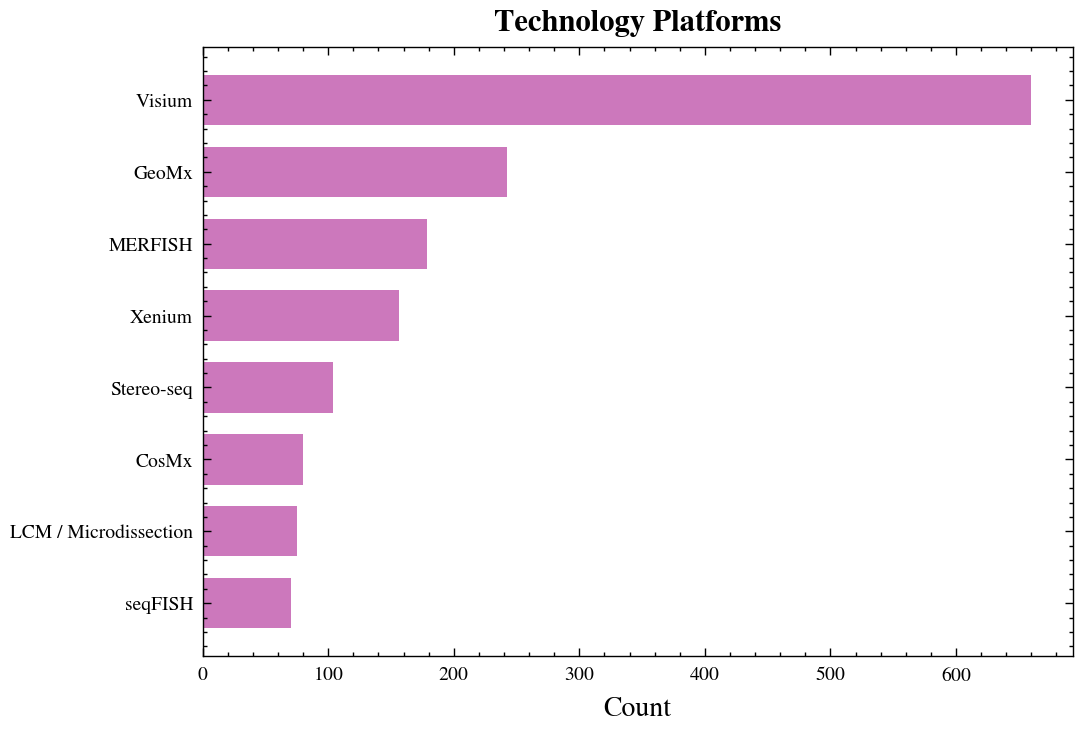 Technology Platforms
Visium
GeoMx
MERFISH
Xenium
Stereo-seq
CosMx
LCM / Microdissection
seqFISH
0 100 200 300 400 500 600
Count